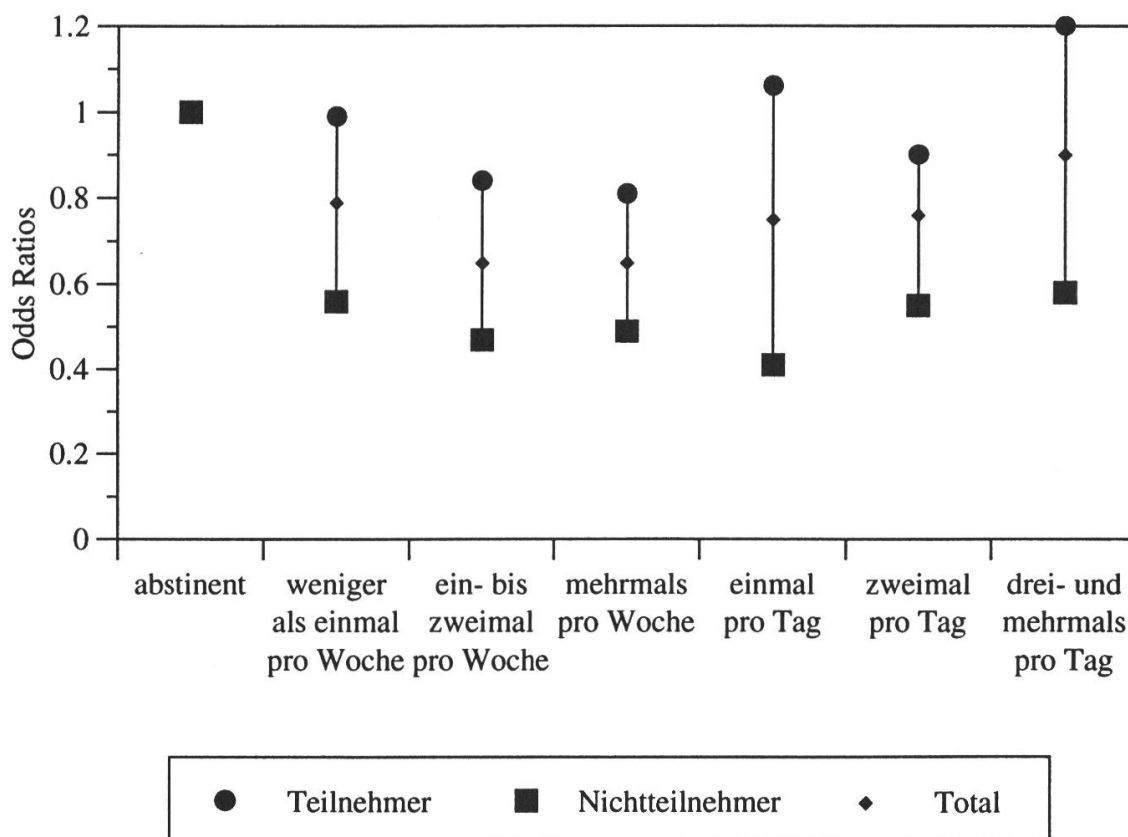 1.2
1
0.8
0.6
0.4
0.2
0
Odds Ratios
abstinent
weniger
als einmal
pro Woche
ein- bis
zweimal
pro Woche
mehrmals
pro Woche
einmal
pro Tag
zweimal
pro Tag
drei- und
mehrmals
pro Tag
Teilnehmer
Nichtteilnehmer
Total